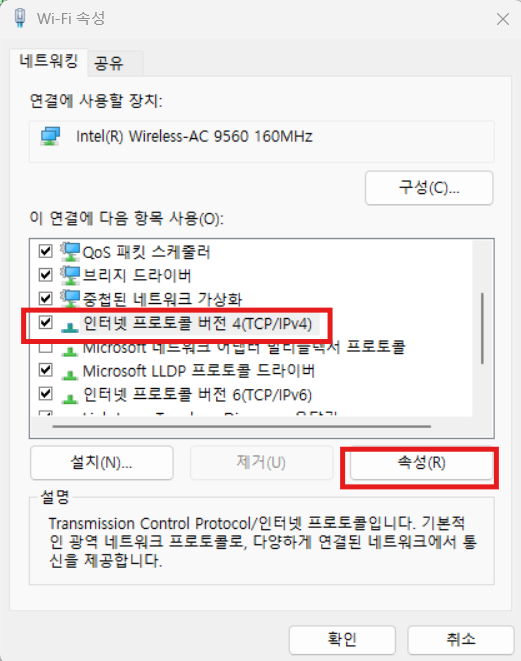 Wi-Fi 속성
네트워킹
공유
연결에 사용할 장치:
Intel(R) Wireless-AC 9560 160MHz
구성(C)...
이 연결에 다음 항목 사용(O):
QoS 패킷 스케줄러
브리지 드라이버
중첩된 네트워크 가상화
인터넷 프로토콜 버전 4(TCP/IPv4)
Microsoft 네트워크 어댑터 멀티플렉서 프로토콜
Microsoft LLDP 프로토콜 드라이버
인터넷 프로토콜 버전 6(TCP/IPv6)
설치(N)...
제거(U)
속성(R)
설명
Transmission Control Protocol/인터넷 프로토콜입니다. 기본적
인 광역 네트워크 프로토콜로, 다양하게 연결된 네트워크에서 통
신을 제공합니다.
확인
취소